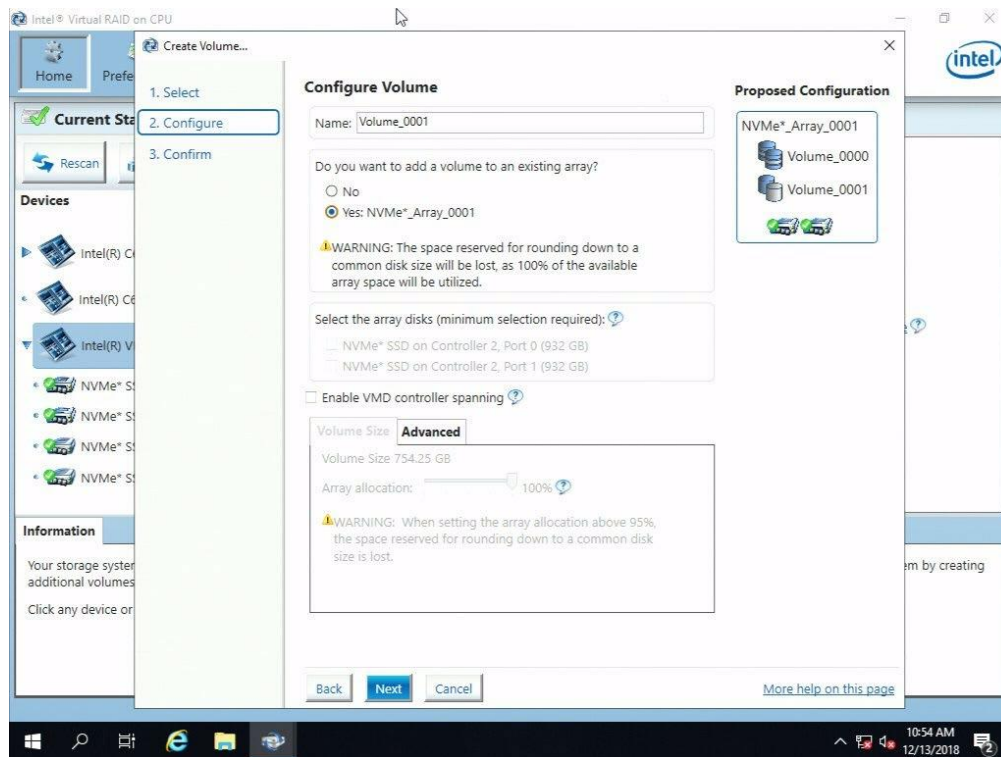 Intel® Virtual RAID on CPU
Home
Prefe
intel
Current Sta
Rescan
Devices
Intel(R) C
Intel(R) C6
Intel(R) V
NVMe* S
NVMe* S
NVMe* S
NVMe* S
Information
Your storage system
additional volumes
Click any device or
em by creating
Create Volume...
1. Select
2. Configure
3. Confirm
Configure Volume
Name: Volume_0001
Do you want to add a volume to an existing array?
No
Yes: NVMe*_Array_0001
WARNING: The space reserved for rounding down to a
common disk size will be lost, as 100% of the available
array space will be utilized.
Select the array disks (minimum selection required):
NVMe* SSD on Controller 2, Port 0 (932 GB)
NVMe* SSD on Controller 2, Port 1 (932 GB)
Enable VMD controller spanning
Volume Size Advanced
Volume Size 754.25 GB
Array allocation: 100%
WARNING: When setting the array allocation above 95%,
the space reserved for rounding down to a common disk
size is lost.
Proposed Configuration
NVMe*_Array_0001
Volume_0000
Volume_0001
Back Next Cancel
More help on this page
10:54 AM
12/13/2018
2